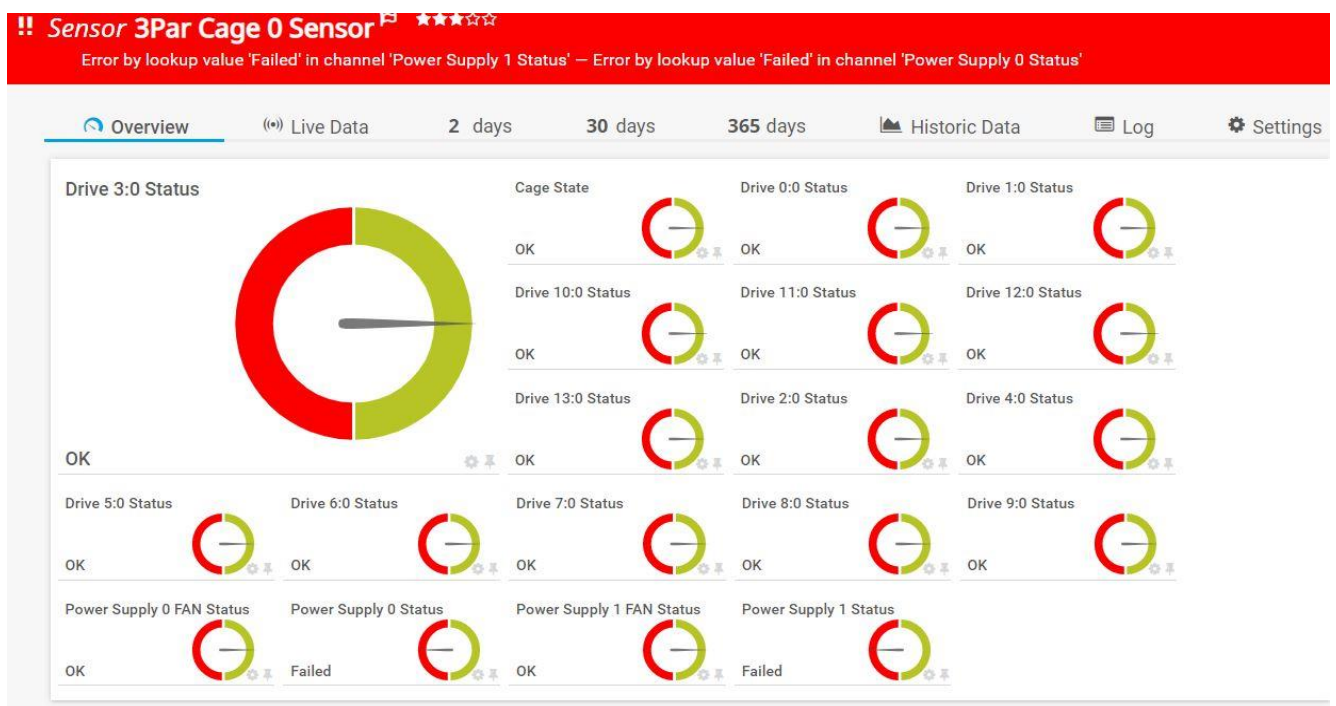 !! Sensor 3Par Cage 0 Sensor
Error by lookup value 'Failed' in channel 'Power Supply 1 Status' — Error by lookup value 'Failed' in channel 'Power Supply 0 Status'
Overview Live Data 2 days 30 days 365 days Historic Data Log Settings
Drive 3:0 Status
OK
Cage State Drive 0:0 Status Drive 1:0 Status
OK OK OK
Drive 10:0 Status Drive 11:0 Status Drive 12:0 Status
OK OK OK
Drive 13:0 Status Drive 2:0 Status Drive 4:0 Status
OK OK OK
Drive 5:0 Status Drive 6:0 Status Drive 7:0 Status Drive 8:0 Status Drive 9:0 Status
OK OK OK OK OK
Power Supply 0 FAN Status Power Supply 0 Status Power Supply 1 FAN Status Power Supply 1 Status
OK Failed OK Failed